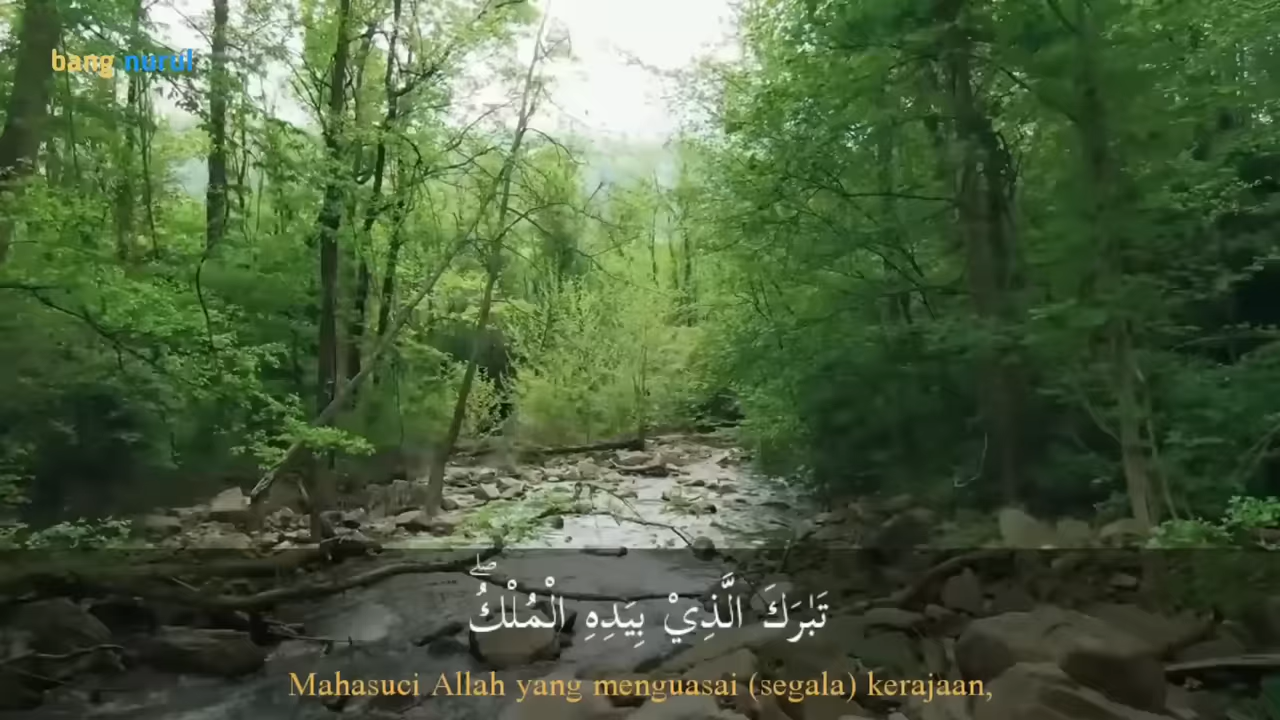 bang nurul
تَبٰرَكَ الَّذِيْ بِيَدِهِ الْمُلْكُۖ
Mahasuci Allah yang menguasai (segala) kerajaan,